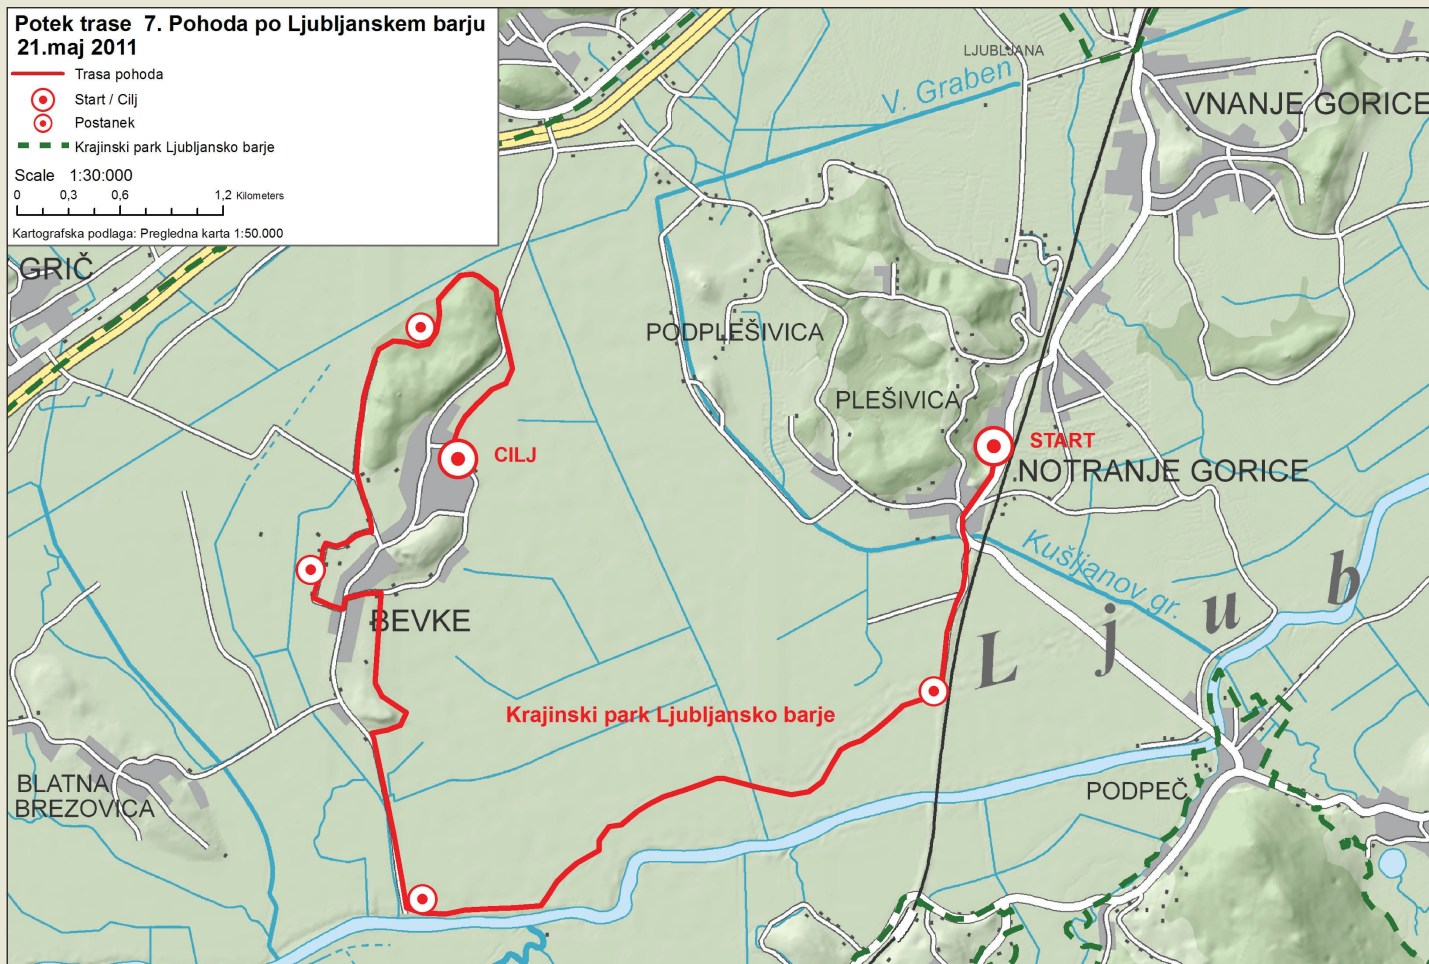 Potek trase 7. Pohoda po Ljubljanskem barju
21.maj 2011
Trasa pohoda
Start / Cilj
Postanek
Krajinski park Ljubljansko barje
Scale 1:30:000
0 0,3 0,6 1,2 Kilometers
Kartografska podlaga: Pregledna karta 1:50.000
LJUBLJANA
V. Graben
VNANJE GORICE
GRIČ
PODPLEŠIVICA
PLEŠIVICA
START
CILJ
NOTRANJE GORICE
Kušljanov gr.
L j u b
BEVKE
Krajinski park Ljubljansko barje
BLATNA
BREZOVICA
PODPEČ